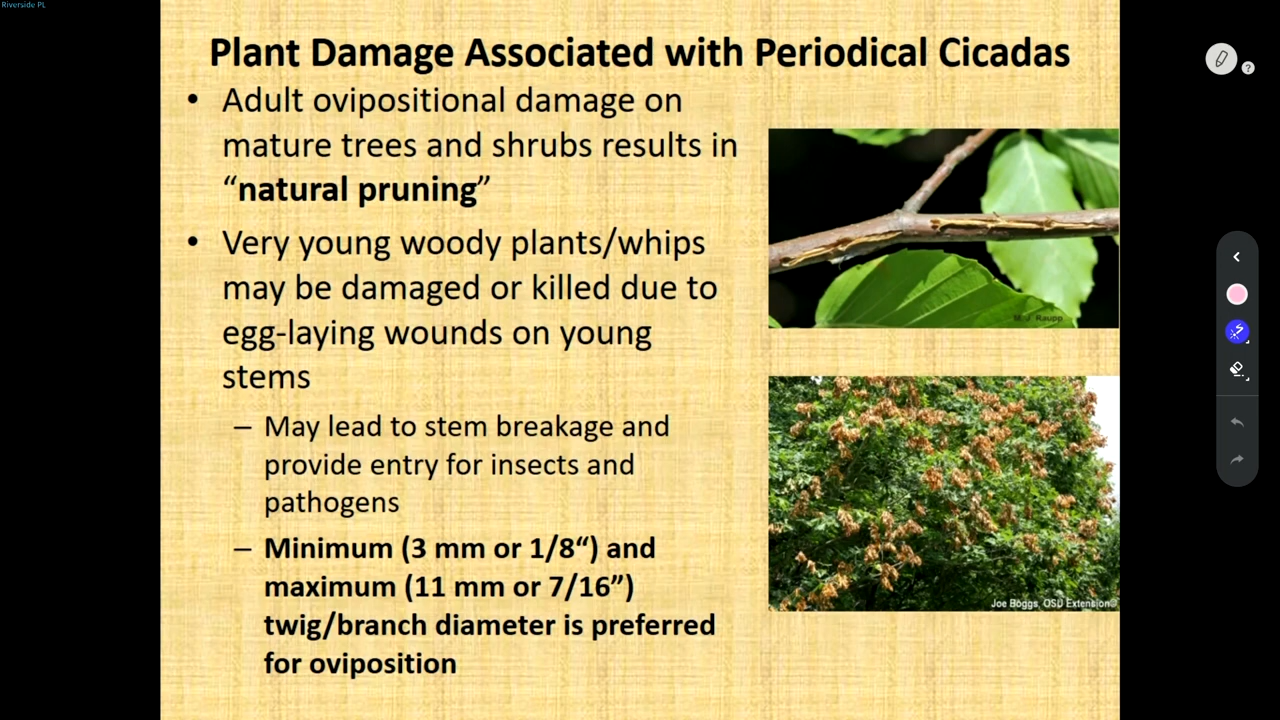 Riverside PL
Plant Damage Associated with Periodical Cicadas
• Adult ovipositional damage on
mature trees and shrubs results in
“natural pruning”
• Very young woody plants/whips
may be damaged or killed due to
egg-laying wounds on young
stems
– May lead to stem breakage and
provide entry for insects and
pathogens
– Minimum (3 mm or 1/8“) and
maximum (11 mm or 7/16”)
twig/branch diameter is preferred
for oviposition
M. J. Raupp
Joe Boggs, OSU Extension©
?